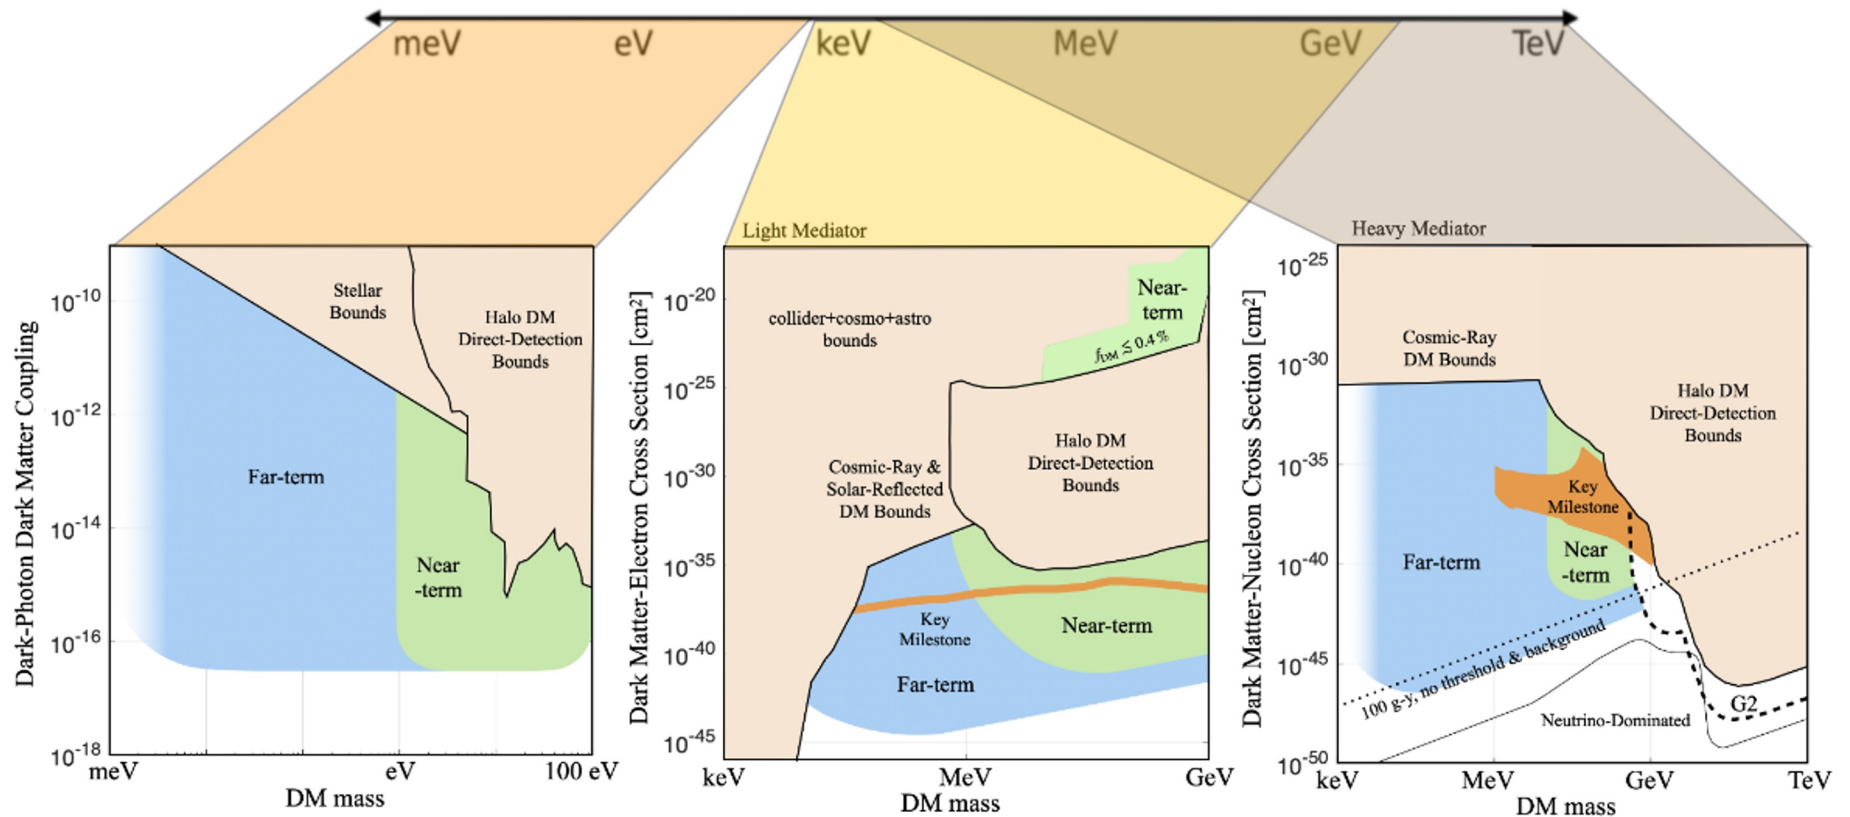 meV eV keV MeV GeV TeV
Dark-Photon Dark Matter Coupling
10-10
10-12
10-14
10-16
10-18
Stellar
Bounds
Halo DM
Direct-Detection
Bounds
Far-term
Near
-term
meV eV 100 eV
DM mass
Light Mediator
Dark Matter-Electron Cross Section [cm2]
10-20
10-25
10-30
10-35
10-40
10-45
collider+cosmo+astro
bounds
Near-
term
fDM ≤ 0.4%
Halo DM
Direct-Detection
Bounds
Cosmic-Ray &
Solar-Reflected
DM Bounds
Key
Milestone
Near-term
Far-term
keV MeV GeV
DM mass
Heavy Mediator
Dark Matter-Nucleon Cross Section [cm2]
10-25
10-30
10-35
10-40
10-45
10-50
Cosmic-Ray
DM Bounds
Halo DM
Direct-Detection
Bounds
Key
Milestone
Far-term
Near
-term
100 g-y, no threshold & background
G2
Neutrino-Dominated
keV MeV GeV TeV
DM mass